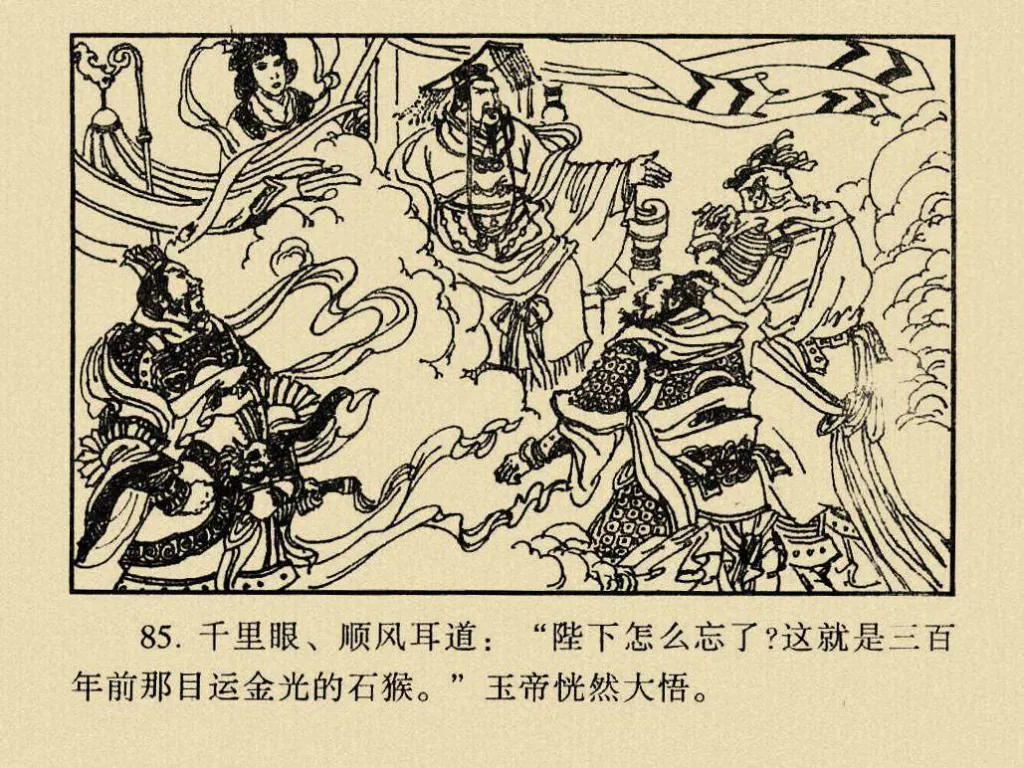 85. 千里眼、顺风耳道：“陛下怎么忘了?这就是三百
年前那目运金光的石猴。”玉帝恍然大悟。